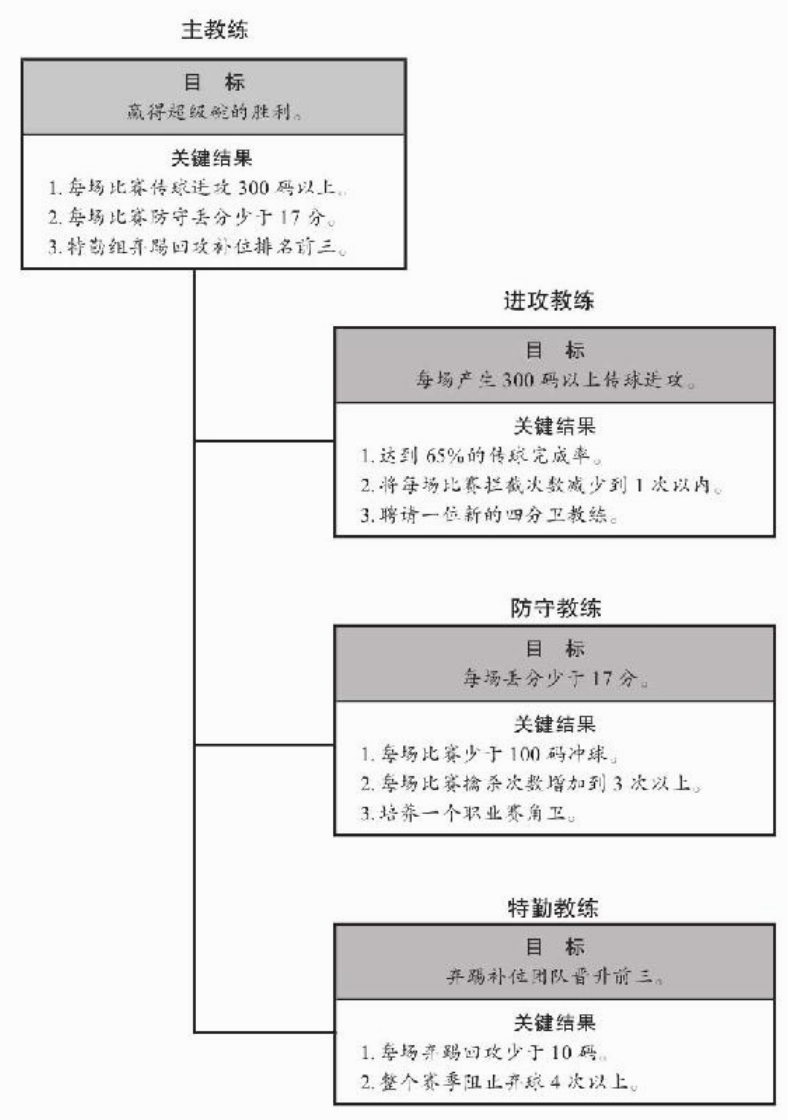 主教练
目 标
赢得超级碗的胜利。
关键结果
1.每场比赛传球进攻 300 码以上。
2.每场比赛防守丢分少于 17 分。
3.特勤组弃踢回攻补位排名前三。
进攻教练
目 标
每场产生 300 码以上传球进攻。
关键结果
1.达到 65%的传球完成率。
2.将每场比赛拦截次数减少到 1 次以内。
3.聘请一位新的四分卫教练。
防守教练
目 标
每场丢分少于 17 分。
关键结果
1.每场比赛少于 100 码冲球。
2.每场比赛擒杀次数增加到 3 次以上。
3.培养一个职业赛角卫。
特勤教练
目 标
弃踢补位团队晋升前三。
关键结果
1.每场弃踢回攻少于 10 码。
2.整个赛季阻止弃球 4 次以上。